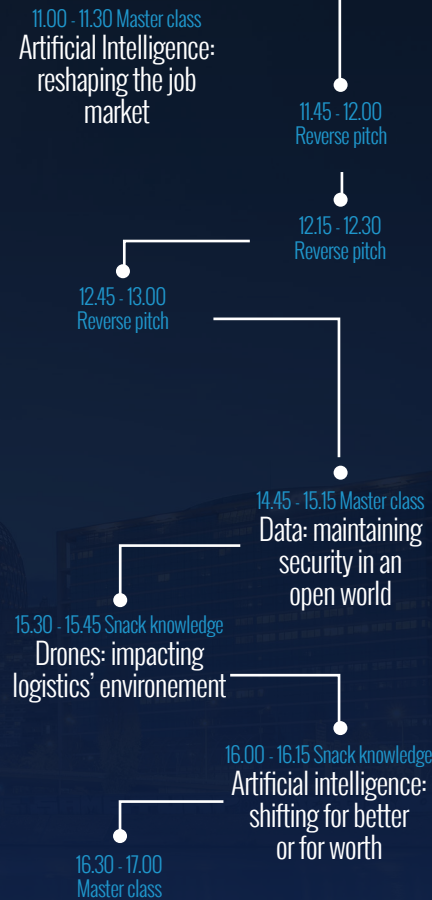 11.00 - 11.30 Master class
Artificial Intelligence:
reshaping the job
market
11.45 - 12.00
Reverse pitch
12.15 - 12.30
Reverse pitch
12.45 - 13.00
Reverse pitch
14.45 - 15.15 Master class
Data: maintaining
security in an
open world
15.30 - 15.45 Snack knowledge
Drones: impacting
logistics’ environement
16.00 - 16.15 Snack knowledge
Artificial intelligence:
shifting for better
or for worth
16.30 - 17.00
Master class